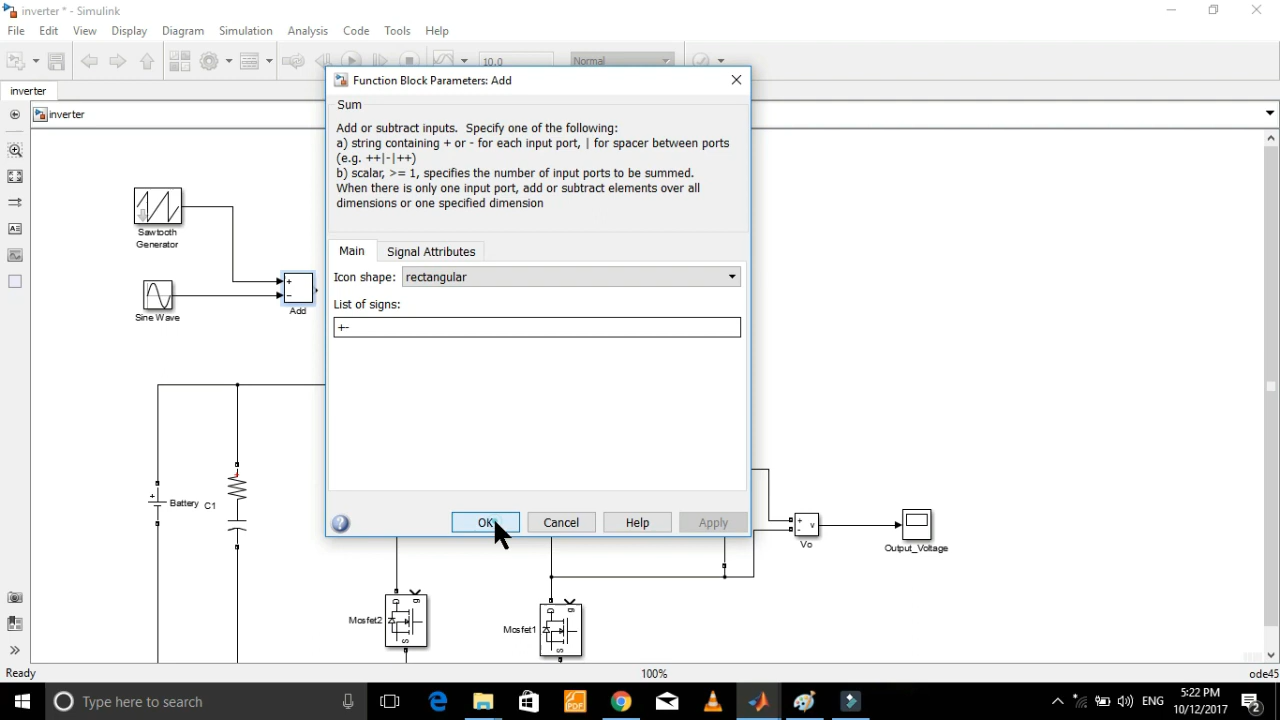 inverter * - Simulink
File Edit View Display Diagram Simulation Analysis Code Tools Help
10.0 Normal
inverter
inverter
Function Block Parameters: Add
Sum
Add or subtract inputs. Specify one of the following:
a) string containing + or - for each input port, | for spacer between ports
(e.g. ++|-|++)
b) scalar, >= 1, specifies the number of input ports to be summed.
When there is only one input port, add or subtract elements over all
dimensions or one specified dimension
Main Signal Attributes
Icon shape: rectangular
List of signs:
+-
OK Cancel Help Apply
Sawtooth
Generator
Sine Wave
+
-
Add
+
Battery
C1
+
-
v
Vo
Output_Voltage
Mosfet2
D
g
S
Mosfet1
D
g
S
Ready 100% ode45
Type here to search
PDF
ENG
5:22 PM
10/12/2017
2